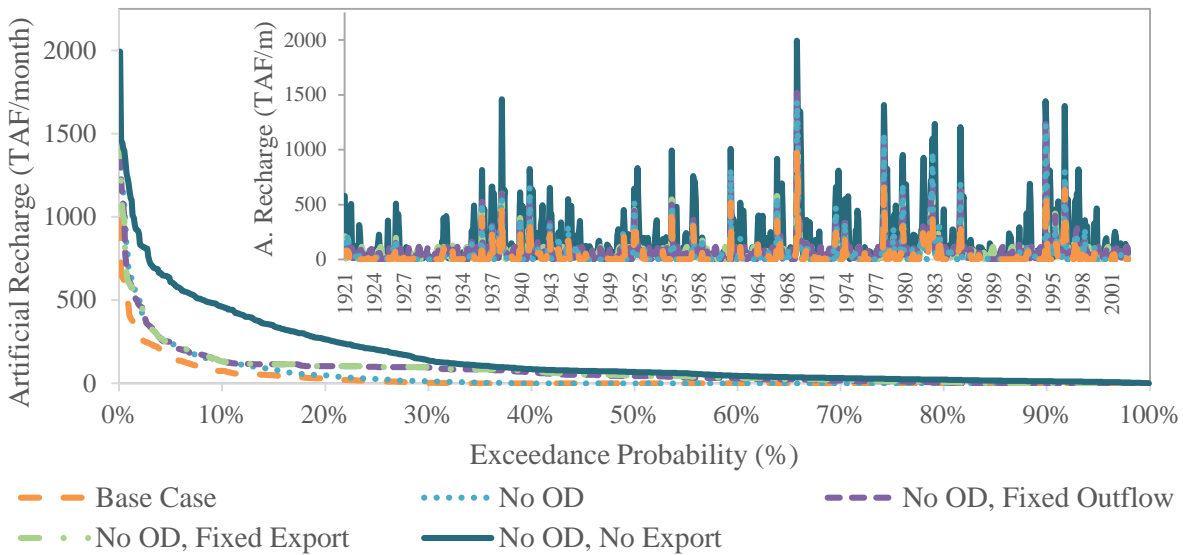 Artificial Recharge (TAF/month)
2000
1500
1000
500
0
0% 10% 20% 30% 40% 50% 60% 70% 80% 90% 100%
Exceedance Probability (%)
A. Recharge (TAF/m)
2000
1500
1000
500
0
1921 1924 1927 1931 1934 1937 1940 1943 1946 1949 1952 1955 1958 1961 1964 1968 1971 1974 1977 1980 1983 1986 1989 1992 1995 1998 2001
Base Case
No OD
No OD, Fixed Outflow
No OD, Fixed Export
No OD, No Export